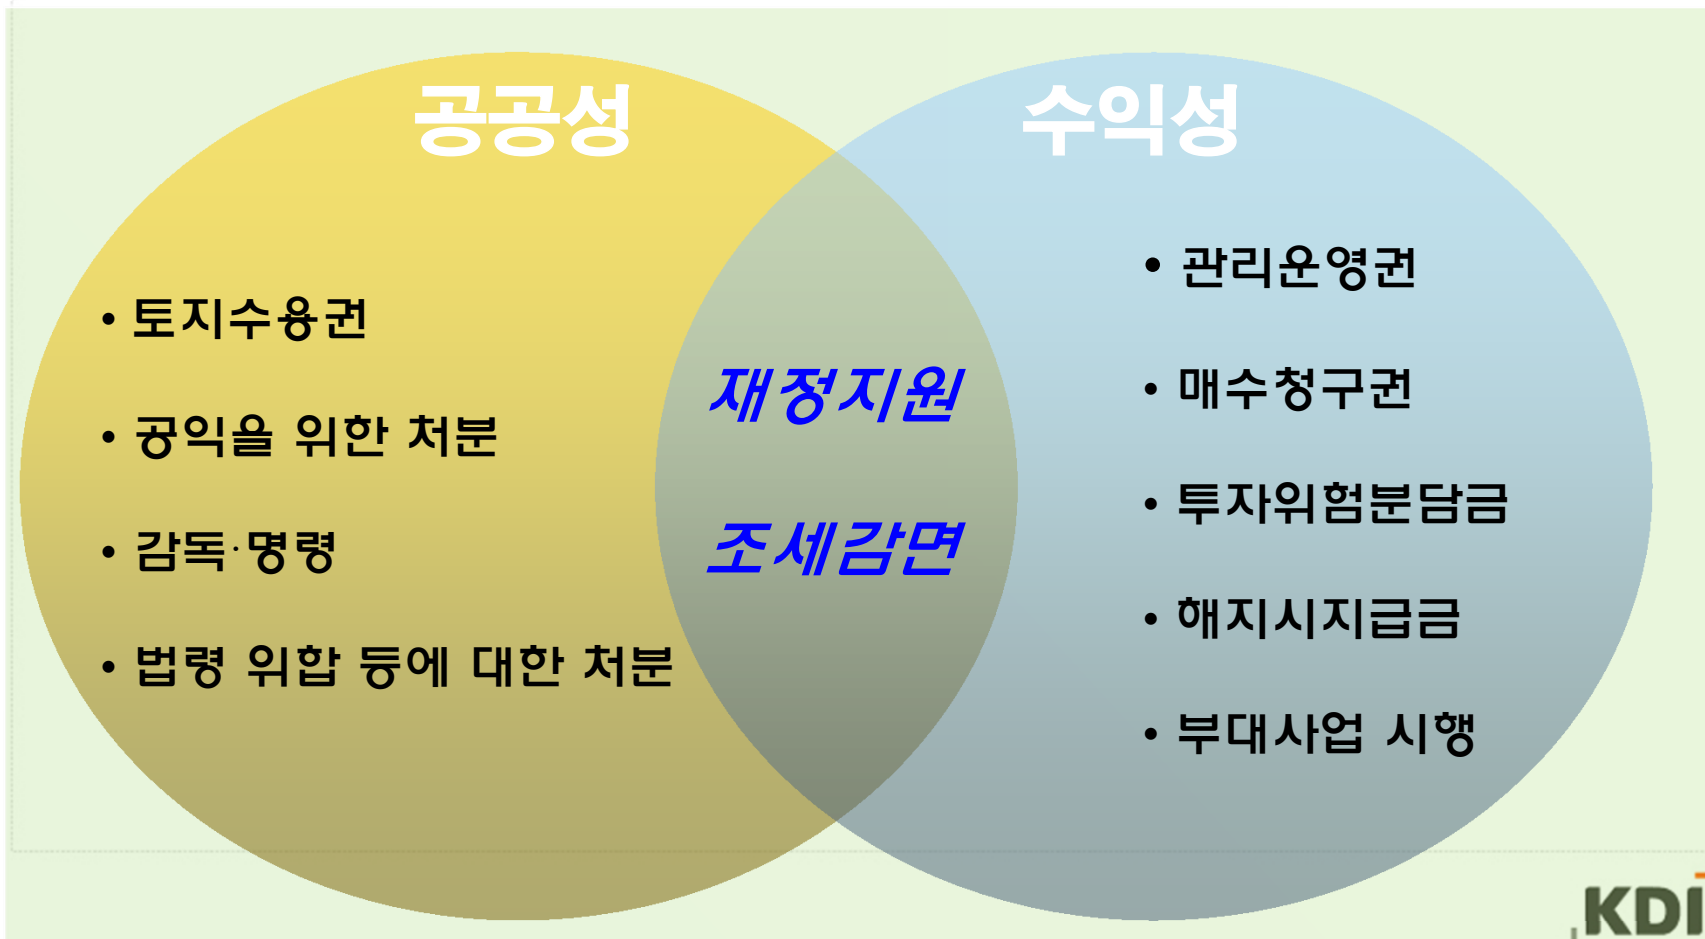 공공성
• 토지수용권
• 공익을 위한 처분
• 감독·명령
• 법령 위합 등에 대한 처분
재정지원
조세감면
수익성
• 관리운영권
• 매수청구권
• 투자위험분담금
• 해지시지급금
• 부대사업 시행
KDI